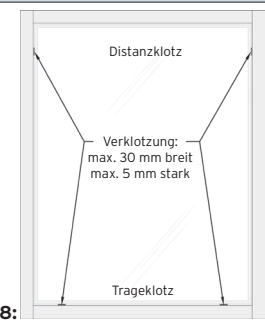 Distanzklotz
Verklotzung:
max. 30 mm breit
max. 5 mm stark
Trageklotz
8: